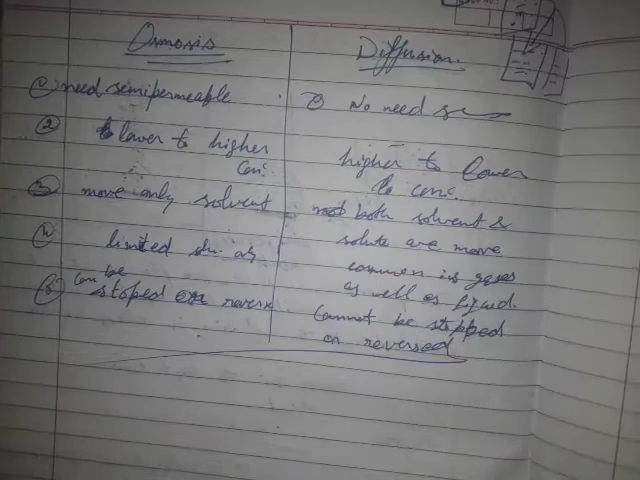 Osmosis
① need semipermeable
② lower to higher
Conc.
③ move only solvent
④ limited
⑤ can be
stoped or revers
Diffusion
① No need
higher to lower
conc.
both solvent &
solute are move
common in gases
as well as liquid.
Cannot be stopped
or reversed